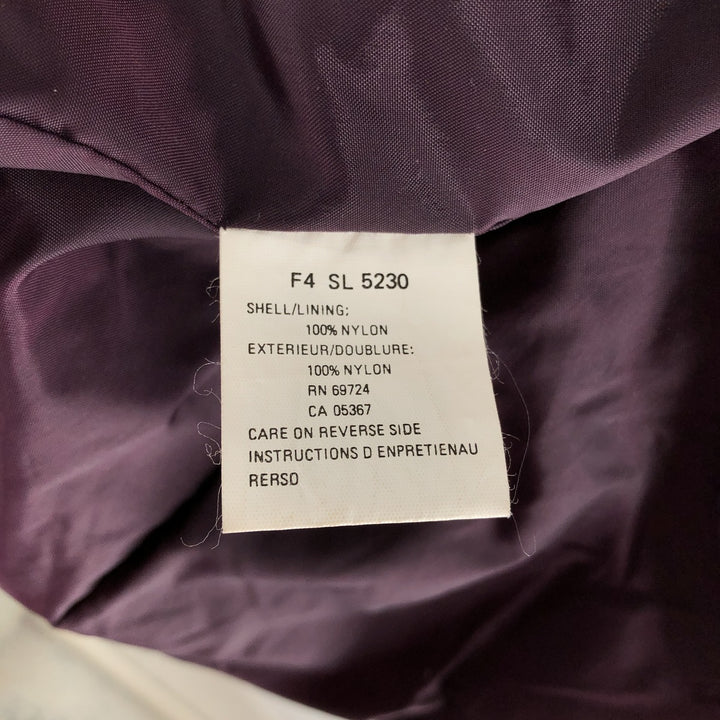 F4 SL 5230
SHELL/LINING:
100% NYLON
EXTERIEUR/DOUBLURE:
100% NYLON
RN 69724
CA 05367
CARE ON REVERSE SIDE
INSTRUCTIONS D ENPRETIENAU
RERSO